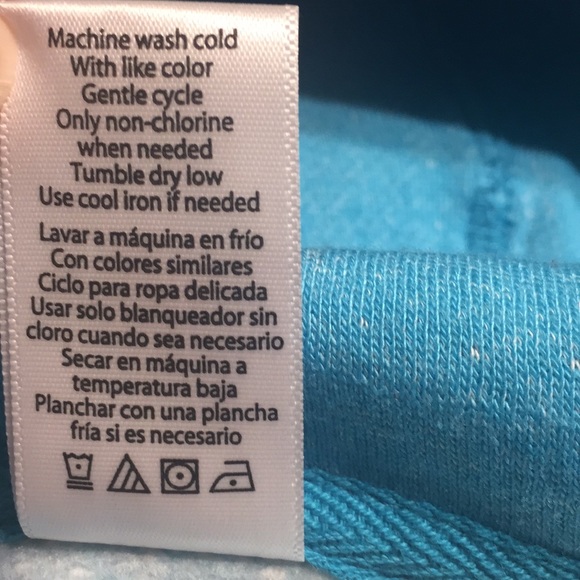 Machine wash cold
With like color
Gentle cycle
Only non-chlorine
when needed
Tumble dry low
Use cool iron if needed
Lavar a máquina en frío
Con colores similares
Ciclo para ropa delicada
Usar solo blanqueador sin
cloro cuando sea necesario
Secar en máquina a
temperatura baja
Planchar con una plancha
fría si es necesario